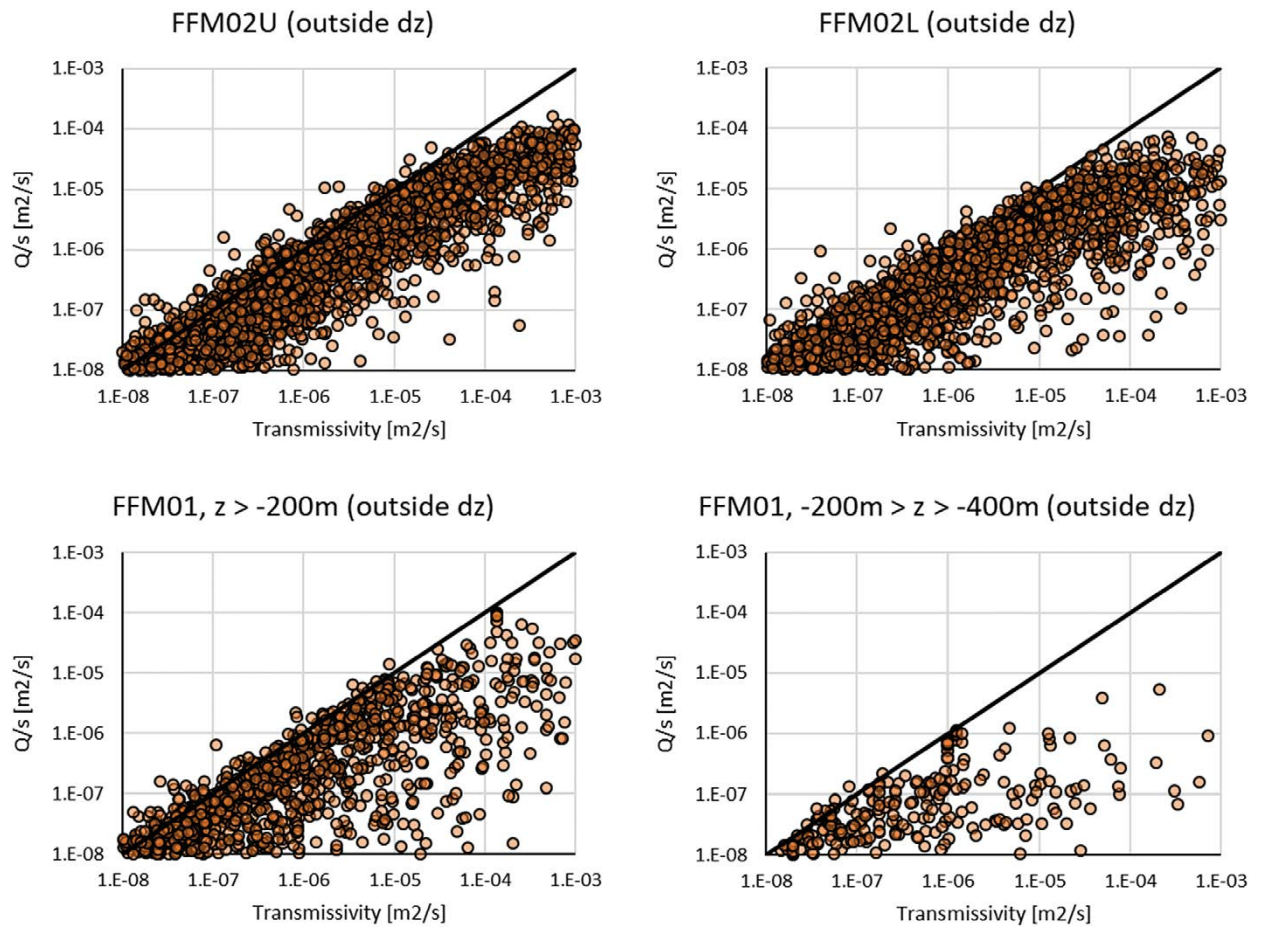 FFM02U (outside dz)
1.E-03
1.E-04
1.E-05
1.E-06
1.E-07
1.E-08
Q/s [m2/s]
1.E-08 1.E-07 1.E-06 1.E-05 1.E-04 1.E-03
Transmissivity [m2/s]
FFM02L (outside dz)
1.E-03
1.E-04
1.E-05
1.E-06
1.E-07
1.E-08
Q/s [m2/s]
1.E-08 1.E-07 1.E-06 1.E-05 1.E-04 1.E-03
Transmissivity [m2/s]
FFM01, z > -200m (outside dz)
1.E-03
1.E-04
1.E-05
1.E-06
1.E-07
1.E-08
Q/s [m2/s]
1.E-08 1.E-07 1.E-06 1.E-05 1.E-04 1.E-03
Transmissivity [m2/s]
FFM01, -200m > z > -400m (outside dz)
1.E-03
1.E-04
1.E-05
1.E-06
1.E-07
1.E-08
Q/s [m2/s]
1.E-08 1.E-07 1.E-06 1.E-05 1.E-04 1.E-03
Transmissivity [m2/s]